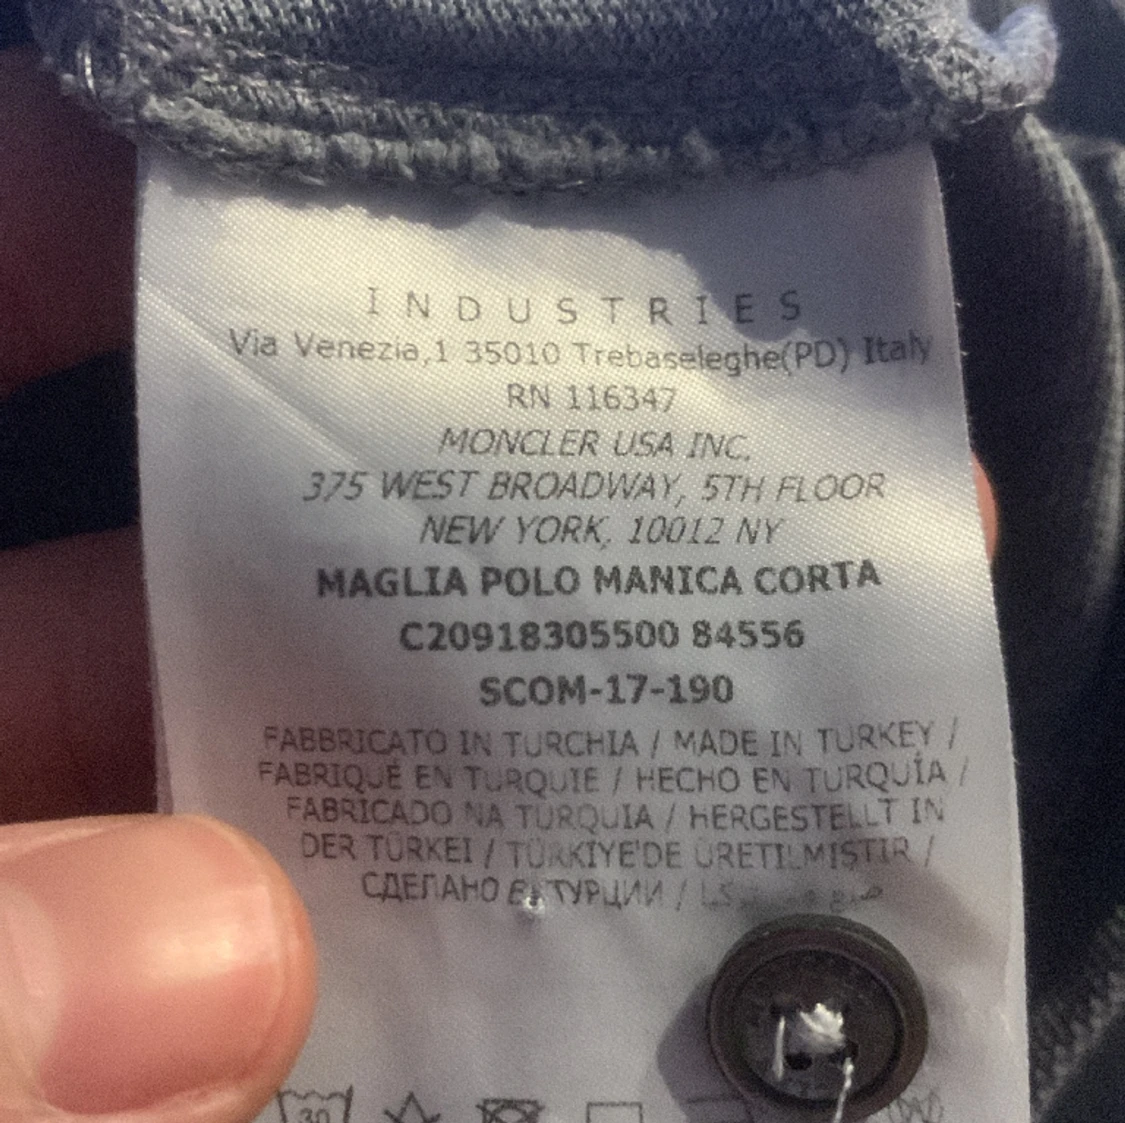 INDUSTRIES
Via Venezia,1 35010 Trebaseleghe(PD) Italy
RN 116347
MONCLER USA INC.
375 WEST BROADWAY, 5TH FLOOR
NEW YORK, 10012 NY
MAGLIA POLO MANICA CORTA
C20918305500 84556
SCOM-17-190
FABBRICATO IN TURCHIA / MADE IN TURKEY /
FABRIQUÉ EN TURQUIE / HECHO EN TURQUÍA /
FABRICADO NA TURQUIA / HERGESTELLT IN
DER TÜRKEI / TÜRKIYE'DE ÜRETILMIŞTIR /
СДЕЛАНО В ТУРЦИИ /
30